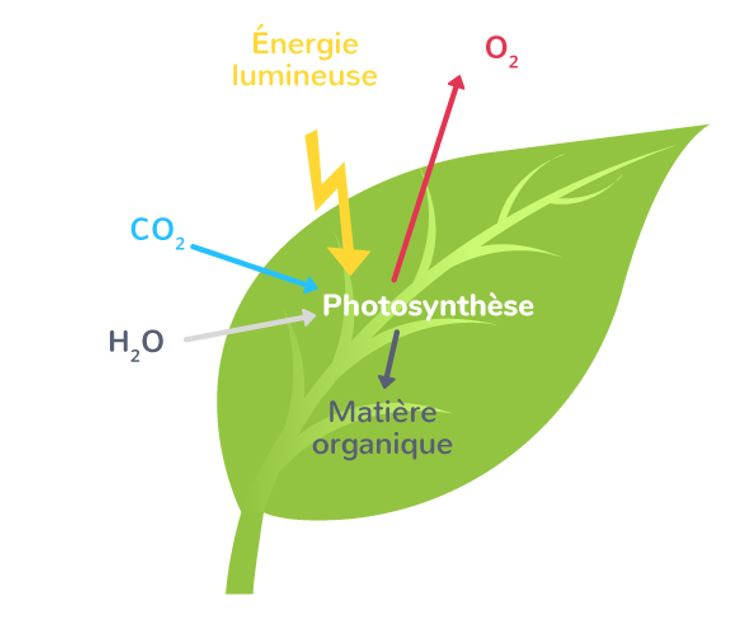 Énergie
lumineuse
O₂
CO₂
H₂O
Photosynthèse
Matière
organique